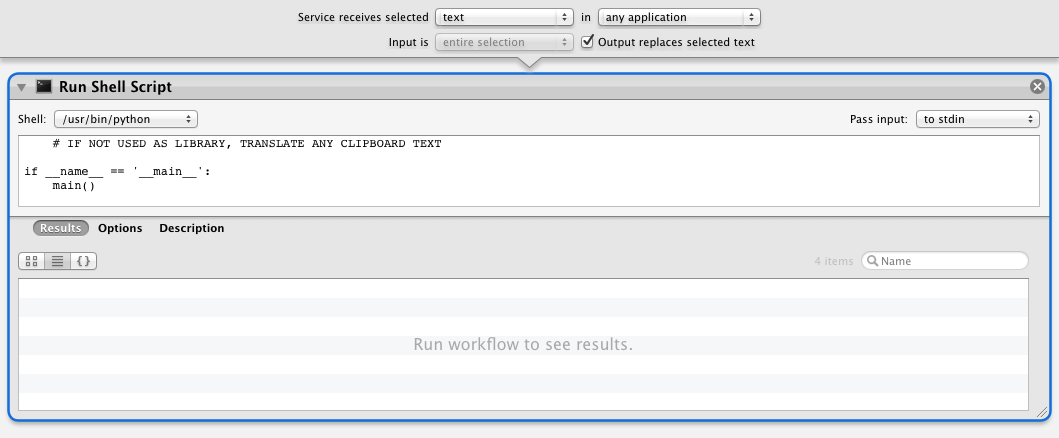 Service receives selected text in any application
Input is entire selection Output replaces selected text
Run Shell Script
Shell: /usr/bin/python Pass input: to stdin
# IF NOT USED AS LIBRARY, TRANSLATE ANY CLIPBOARD TEXT
if __name__ == '__main__':
main()
Results Options Description
{} 4 items Name
Run workflow to see results.